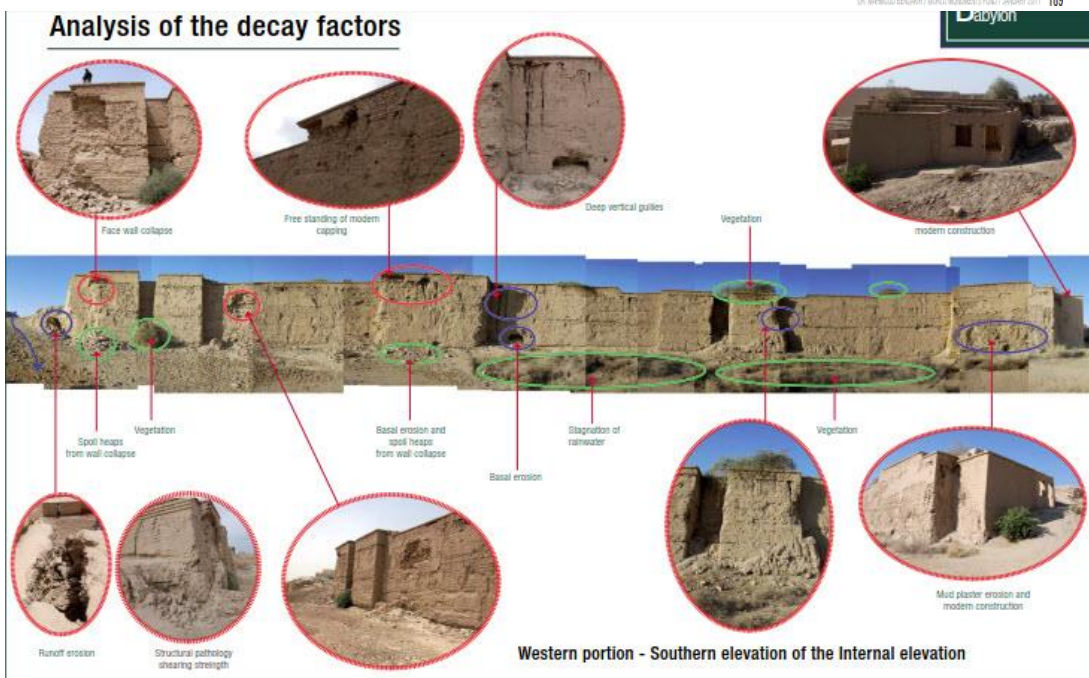 169
Babylon
Analysis of the decay factors
Face wall collapse
Free standing of modern
capping
Deep vertical gullies
Vegetation
modern construction
Spoil heaps
from wall collapse
Vegetation
Basal erosion and
spoil heaps
from wall collapse
Basal erosion
Stagnation of
rainwater
Vegetation
Runoff erosion
Structural pathology
shearing strength
Mud plaster erosion and
modern construction
Western portion - Southern elevation of the Internal elevation